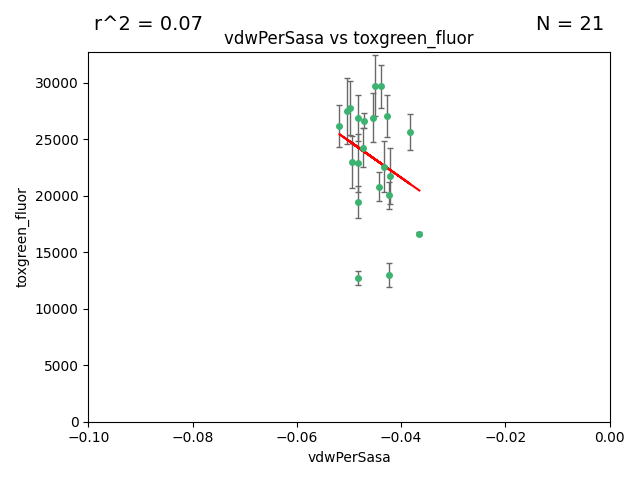 r^2 = 0.07
N = 21
vdwPerSasa vs toxgreen_fluor
30000
25000
20000
15000
10000
5000
0
toxgreen_fluor
−0.10
−0.08
−0.06
−0.04
−0.02
0.00
vdwPerSasa